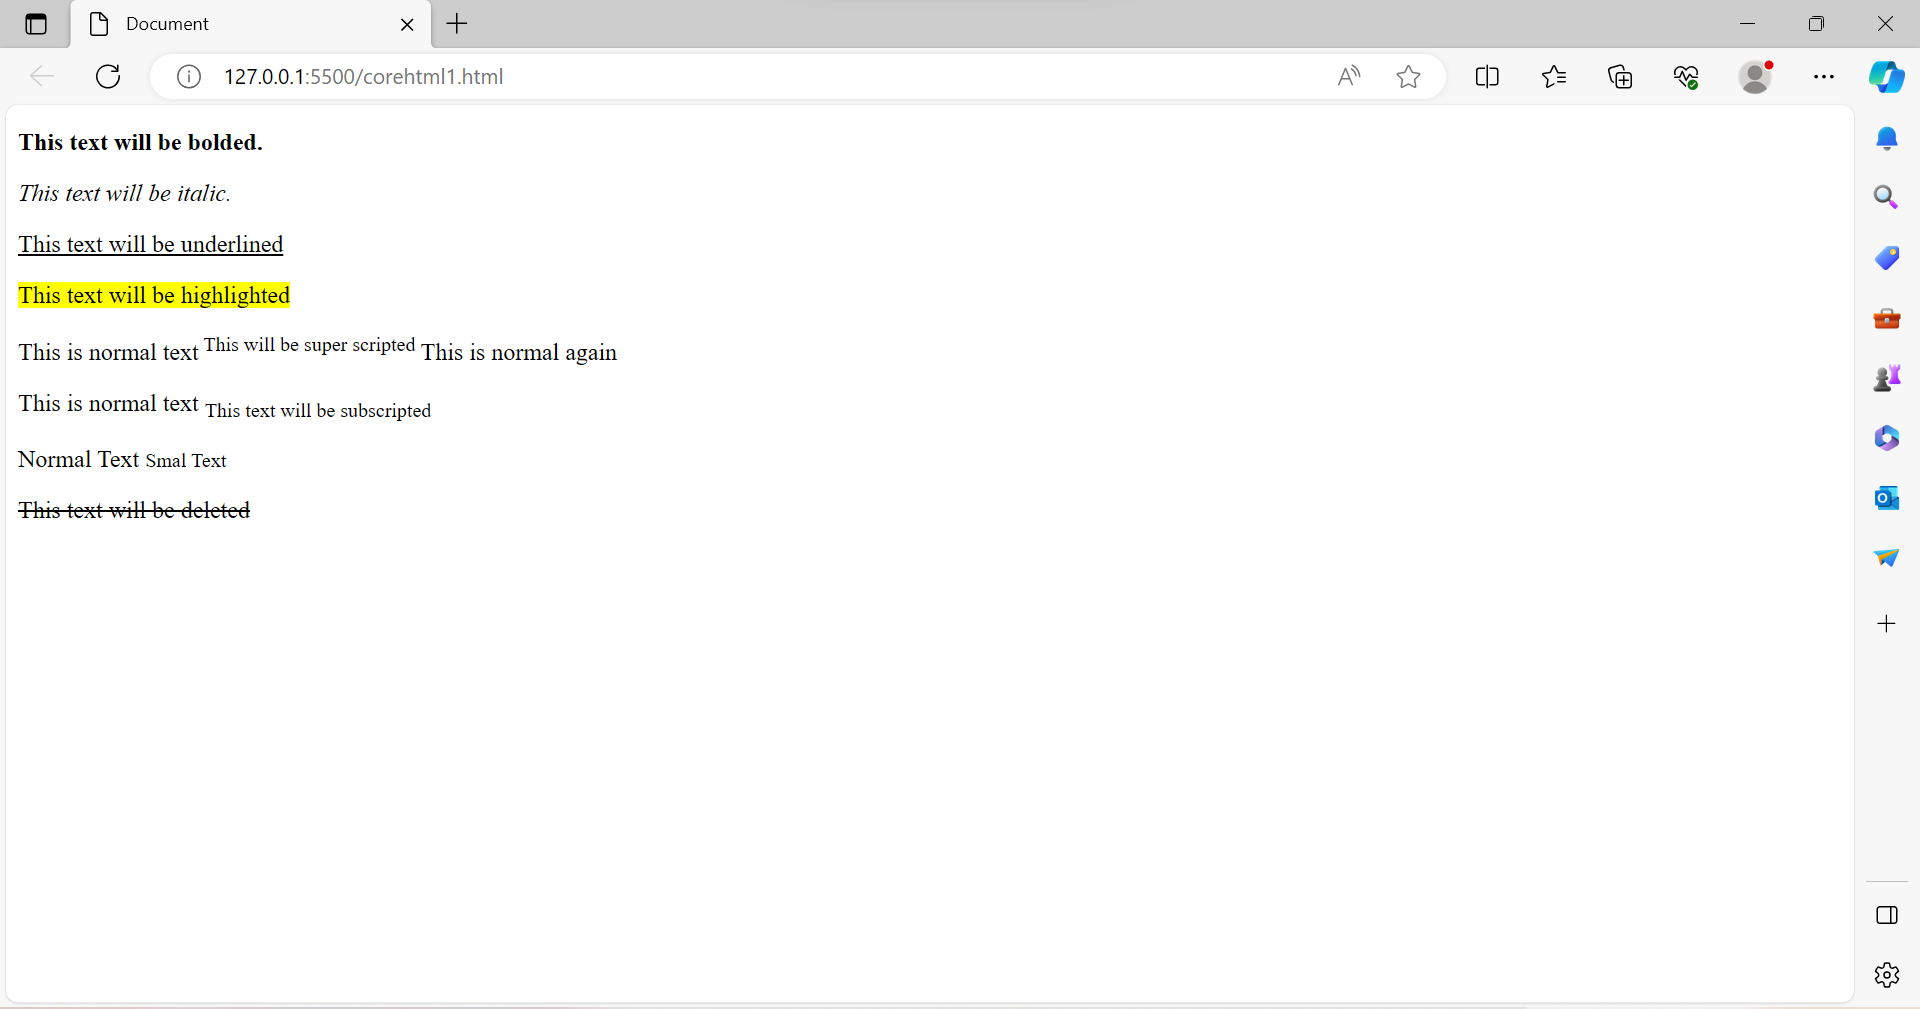 Document
127.0.0.1:5500/corehtml1.html
This text will be bolded.
This text will be italic.
This text will be underlined
This text will be highlighted
This is normal text This will be super scripted This is normal again
This is normal text This text will be subscripted
Normal Text Smal Text
This text will be deleted